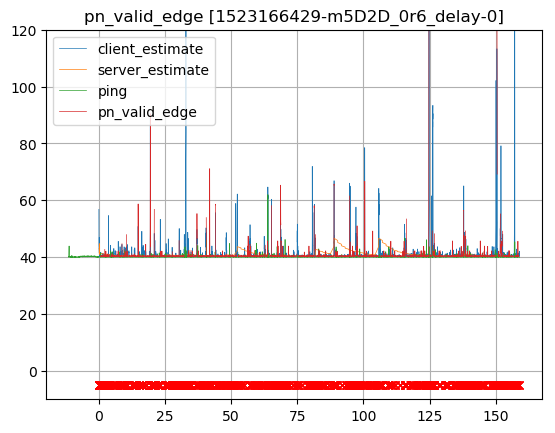 pn_valid_edge [1523166429-m5D2D_0r6_delay-0]
client_estimate
server_estimate
ping
pn_valid_edge
120
100
80
60
40
20
0
0 25 50 75 100 125 150